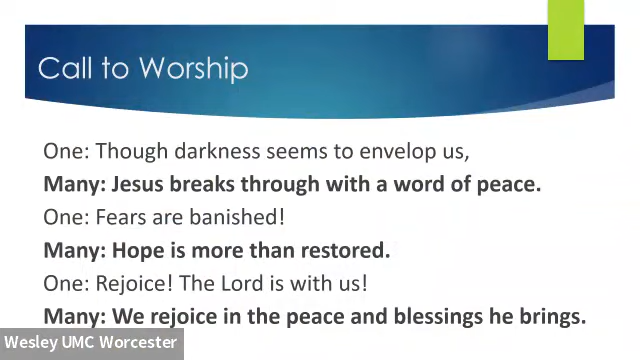 Call to Worship
One: Though darkness seems to envelop us,
Many: Jesus breaks through with a word of peace.
One: Fears are banished!
Many: Hope is more than restored.
One: Rejoice! The Lord is with us!
Many: We rejoice in the peace and blessings he brings.
Wesley UMC Worcester